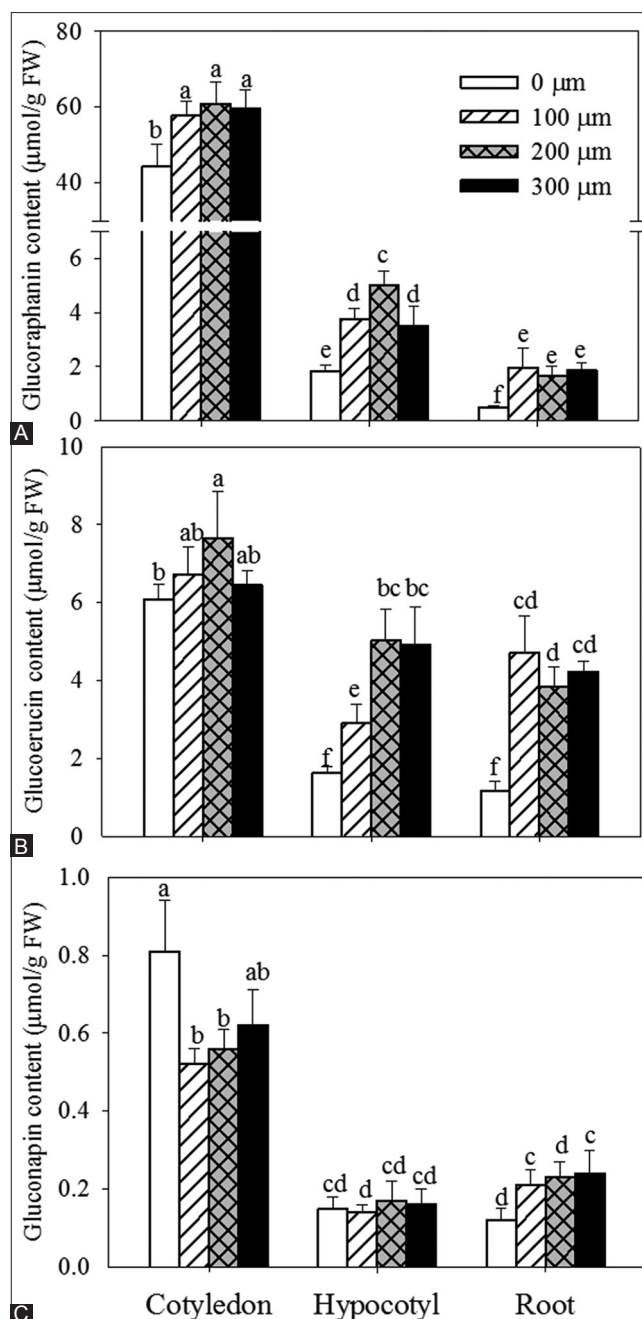 80
60
40
6
4
2
0
Glucoraphanin content (μmol/g FW)
b a a a
e d c d
f e e e
0 μm
100 μm
200 μm
300 μm
A
10
8
6
4
2
0
Glucoerucin content (μmol/g FW)
b ab a ab
f e bc bc
f cd d cd
B
1.0
0.8
0.6
0.4
0.2
0.0
Gluconapin content (μmol/g FW)
a b b ab
cd d cd cd
d c d c
C
Cotyledon Hypocotyl Root